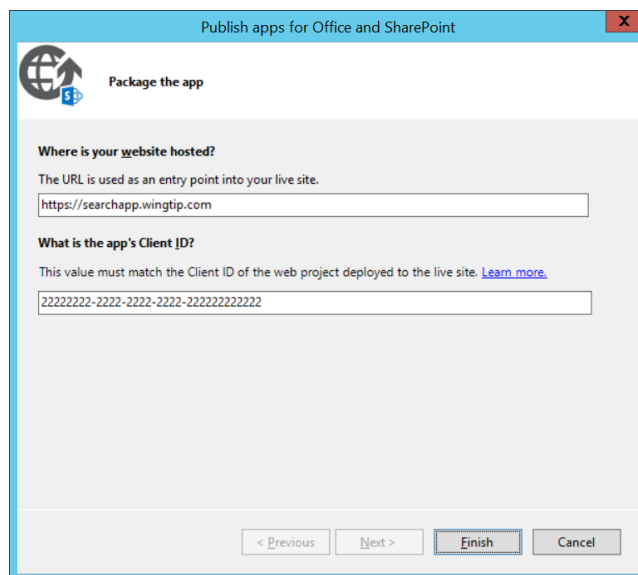 Publish apps for Office and SharePoint
X
Package the app
S
Where is your website hosted?
The URL is used as an entry point into your live site.
https://searchapp.wingtip.com
What is the app's Client ID?
This value must match the Client ID of the web project deployed to the live site. Learn more.
22222222-2222-2222-2222-222222222222
< Previous Next > Finish Cancel